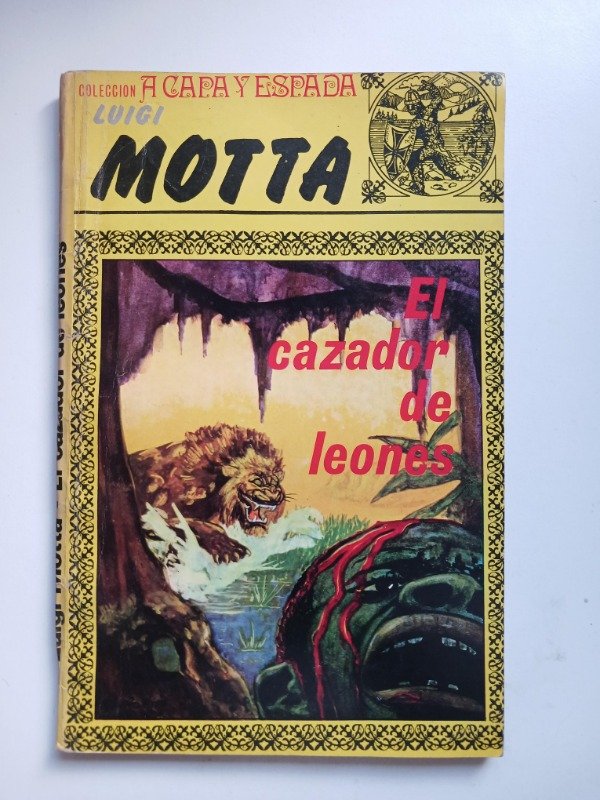 COLECCION A CAPA Y ESPADA
LUIGI
MOTTA
El
cazador
de
leones
Luigi Motta - El cazador de leones